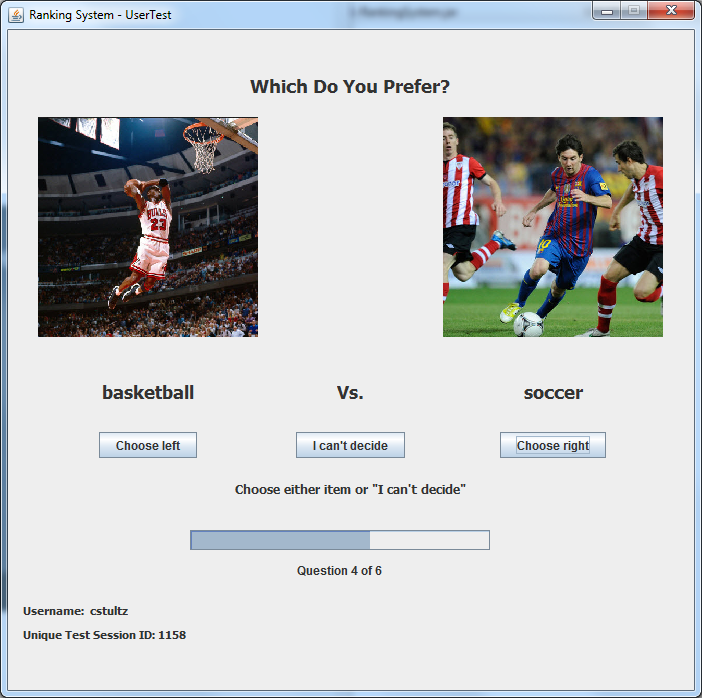 Ranking System - UserTest
Which Do You Prefer?
BULLS
23
10
basketball Vs. soccer
Choose left I can't decide Choose right
Choose either item or "I can't decide"
Question 4 of 6
Username: cstultz
Unique Test Session ID: 1158